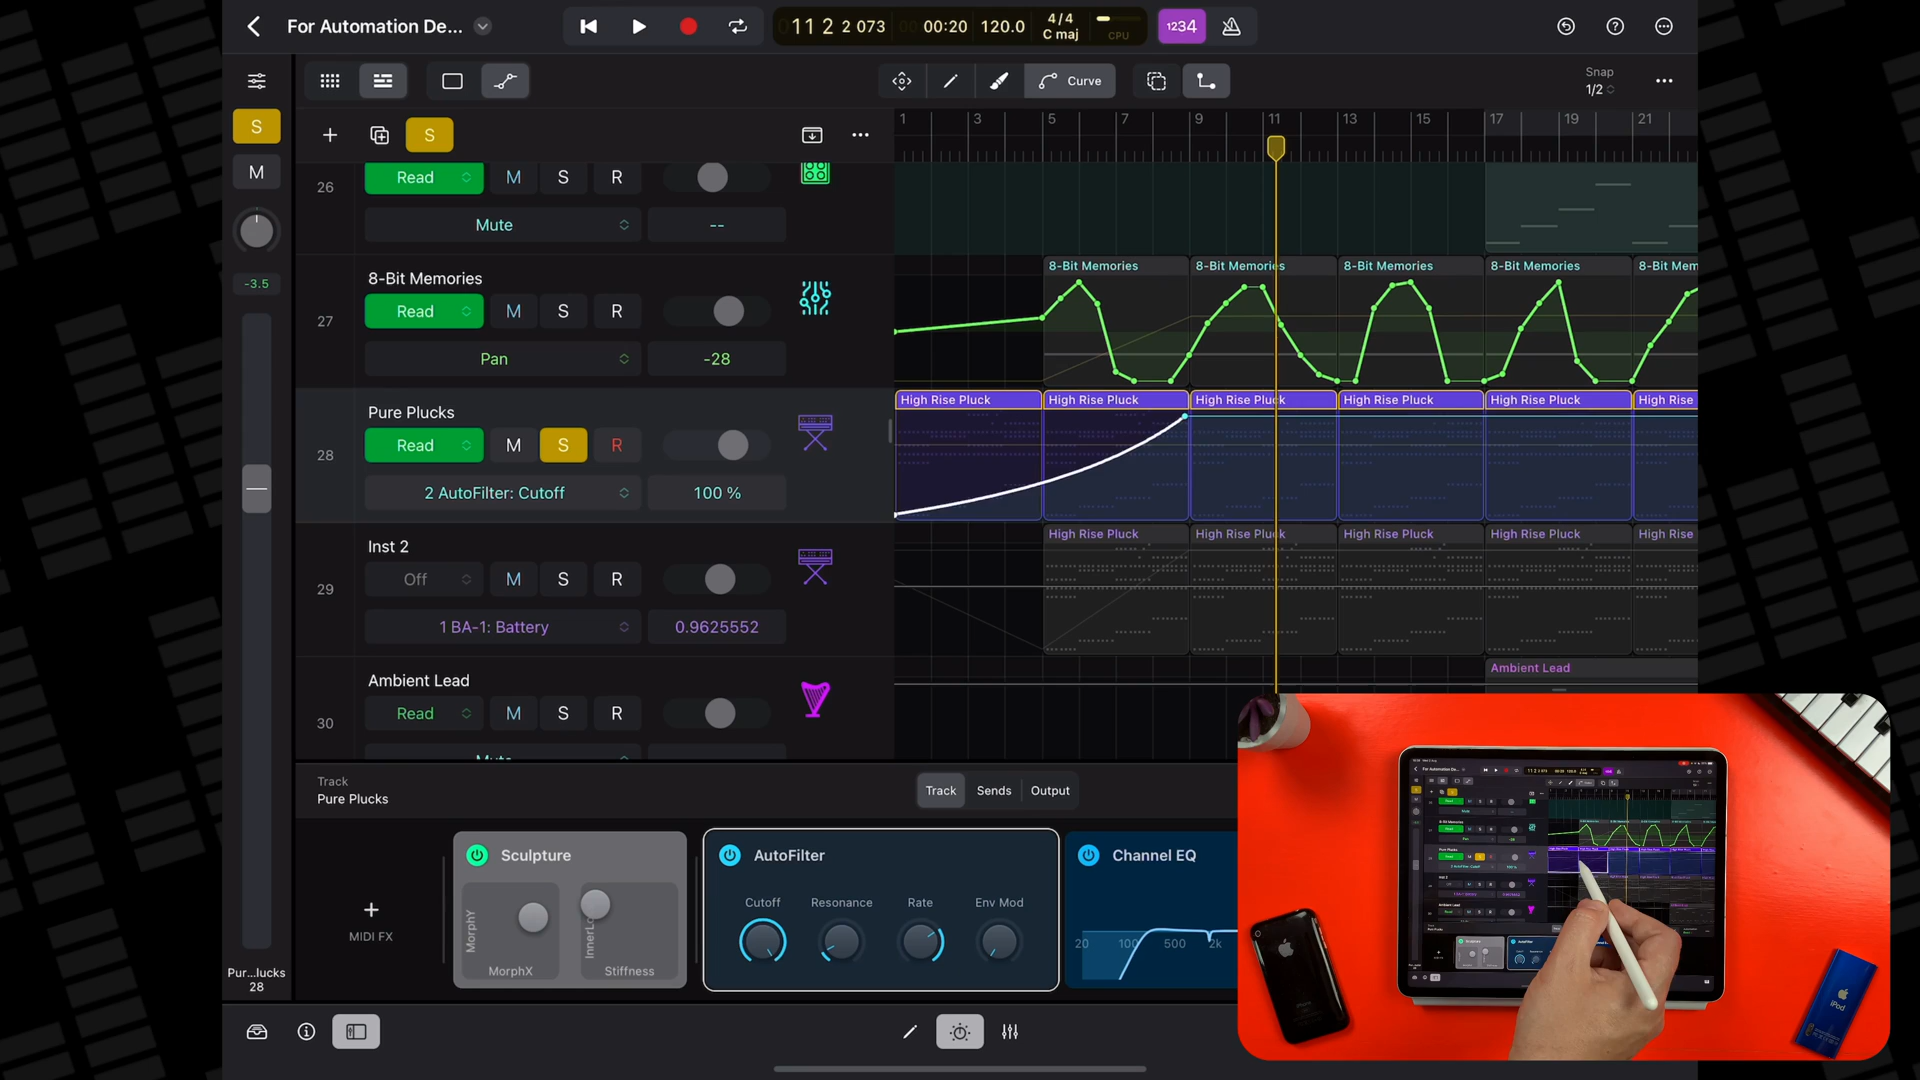 For Automation De...
11 2 2 073
00:20
120.0
4/4
C maj
CPU
1234
Curve
Snap
1/2
S
M
-3.5
Pur...lucks
28
S
1
3
5
7
9
11
13
15
17
19
21
26
Read
M
S
R
Mute
--
27
8-Bit Memories
Read
M
S
R
Pan
-28
8-Bit Memories
8-Bit Memories
8-Bit Memories
8-Bit Memories
8-Bit Mem
28
Pure Plucks
Read
M
S
R
2 AutoFilter: Cutoff
100 %
High Rise Pluck
High Rise Pluck
High Rise Pluck
High Rise Pluck
High Rise Pluck
High Rise
29
Inst 2
Off
M
S
R
1 BA-1: Battery
0.9625552
High Rise Pluck
High Rise Pluck
High Rise Pluck
High Rise Pluck
High Rise
30
Ambient Lead
Read
M
S
R
Ambient Lead
Track
Pure Plucks
Track
Sends
Output
MIDI FX
Sculpture
MorphY
MorphX
Stiffness
AutoFilter
Cutoff
Resonance
Rate
Env Mod
Channel EQ
20
100
500
2k
iPod